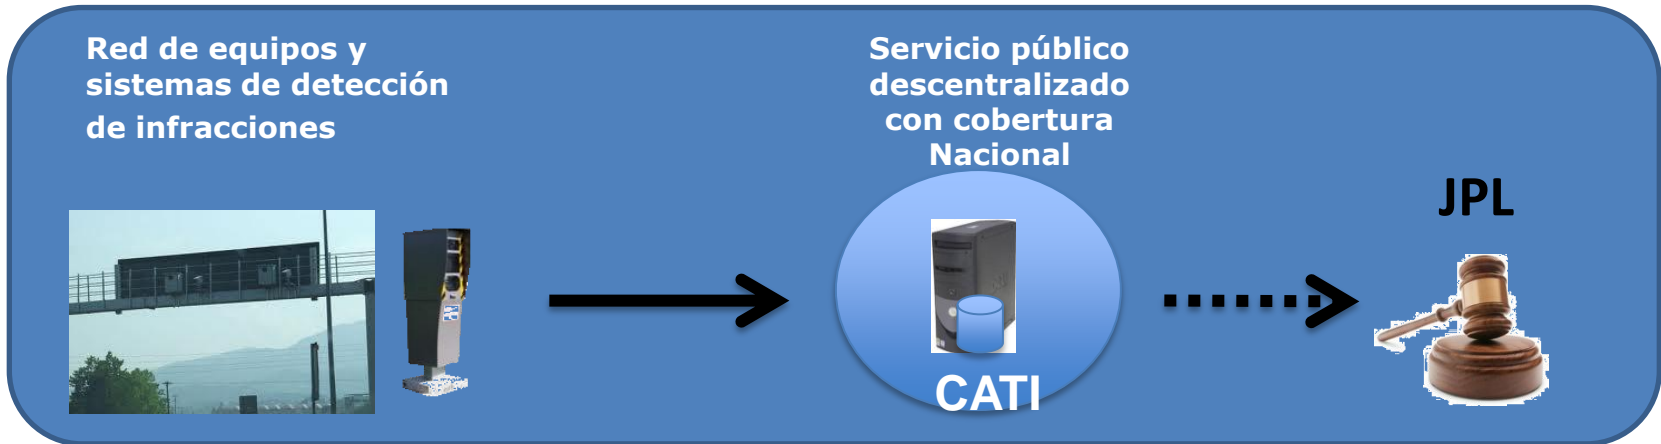 Red de equipos y
sistemas de detección
de infracciones
Servicio público
descentralizado
con cobertura
Nacional
JPL
CATI